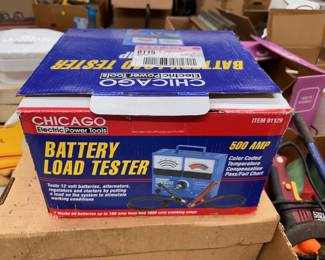 BATTERY LOAD TESTER
CHICAGO
Electric Power Tools
CHICAGO
Electric Power Tools
ITEM 91129
BATTERY
LOAD TESTER
500 AMP
Color Coded
Temperature
Compensation
Pass/Fail Chart
Tests 12 volt batteries, alternators,
regulators and starters by putting
a load on the system to stimulate
working conditions